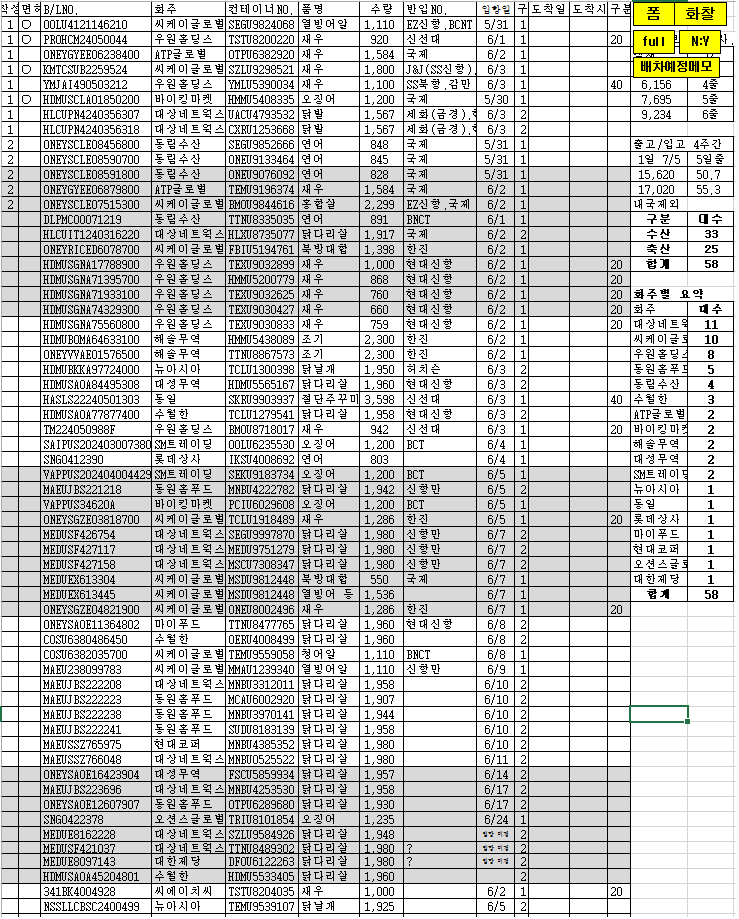 작성 면허 B/LNO. 화주 컨테이너NO. 품명 수량 반입NO. 입항일 구 도착일 도착시 구분
1 ○ OOLU4121146210 씨케이글로벌 SEGU9824068 열빙어알 1,110 EZ신항.BCNT 5/31 1
1 ○ PROHCM24050044 우원홀딩스 TSTU8200220 새우 920 신선대 6/1 1 20
1 ONEYGYEE06238400 ATP글로벌 OTPU6382920 새우 1,584 국제 6/2 1
1 ○ KMTCSUB2259524 씨케이글로벌 SZLU9298521 새우 1,800 J&J(SS신항). 6/3 1
1 YMJAI490503212 우원홀딩스 YMLU5390034 새우 1,100 SS북항.감만 6/3 1 40
1 ○ HDMUSCLA01850200 바이킹마켓 HMMU5408335 오징어 1,200 국제 5/30 1
1 HLCUPN4240356307 대상네트웍스 UACU4793532 닭발 1,567 세화(금경). 6/3 2
1 HLCUPN4240356318 대상네트웍스 CXRU1253668 닭발 1,567 세화(금경). 6/3 2
2 ONEYSCLE08456800 동림수산 SEGU9852666 연어 848 국제 5/31 1
2 ONEYSCLE08590700 동림수산 ONEU9133464 연어 845 국제 5/31 1
2 ONEYSCLE08591800 동림수산 ONEU9076092 연어 828 국제 5/31 1
2 ONEYGYEE06879800 ATP글로벌 TEMU9196374 새우 1,584 국제 6/2 1
2 ONEYSCLE07515300 씨케이글로벌 BMOU9844616 홍합살 2,299 EZ신항.국제 6/2 1
DLPMCO0071219 동림수산 TTNU8335035 연어 891 BNCT 6/1 1
HLCUIT1240316220 대상네트웍스 HLXU8735077 닭다리살 1,917 국제 6/2 2
ONEYRICED6078700 씨케이글로벌 FBIU5194761 북방대합 1,398 한진 6/2 1
HDMUSGNA17788900 우원홀딩스 TEXU9032899 새우 1,000 현대신항 6/2 1 20
HDMUSGNA71395700 우원홀딩스 HMMU5200779 새우 868 현대신항 6/2 1 20
HDMUSGNA71933100 우원홀딩스 TEXU9032625 새우 760 현대신항 6/2 1 20
HDMUSGNA74329300 우원홀딩스 TEXU9030427 새우 660 현대신항 6/2 1 20
HDMUSGNA75560800 우원홀딩스 TEXU9030833 새우 759 현대신항 6/2 1 20
HDMUBOMA64633100 해솔무역 HMMU5438089 조기 2,300 한진 6/2 1
ONEYVVAE01576500 해솔무역 TTNU8867573 조기 2,300 한진 6/2 1
HDMUBKKA97724000 뉴아시아 TCLU1300398 닭날개 1,950 허치슨 6/3 2
HDMUSAOA84495308 대성무역 HDMU5565167 닭다리살 1,960 현대신항 6/3 2
HASLS22240501303 동일 SKRU9903937 절단주꾸미 3,598 신선대 6/3 1 40
HDMUSAOA77877400 수월한 TCLU1279541 닭다리살 1,958 현대신항 6/3 2
TM224050988F 우원홀딩스 BMOU8718017 새우 942 신선대 6/3 1 20
SAIPUS202403007380 SM트레이딩 OOLU6235530 오징어 1,200 BCT 6/4 1
SNGO412390 롯데상사 IKSU4008692 연어 803 6/4 1
VAPPUS202404004429 SM트레이딩 SEKU9183734 오징어 1,200 BCT 6/5 1
MAEUJBS221218 동원홈푸드 MNBU4222782 닭다리살 1,942 신항만 6/5 2
VAPPUS34620A 바이킹마켓 PCIU6029608 오징어 1,200 BCT 6/5 1
ONEYSGZE03818700 씨케이글로벌 TCLU1918489 새우 1,286 한진 6/5 1 20
MEDUSF426754 대상네트웍스 SEGU9997870 닭다리살 1,980 신항만 6/7 2
MEDUSF427117 대상네트웍스 MEDU9751279 닭다리살 1,980 신항만 6/7 2
MEDUSF427158 대상네트웍스 MSCU7308347 닭다리살 1,980 신항만 6/7 2
MEDUEX613304 씨케이글로벌 MSDU9812448 북방대합 550 국제 6/7 1
MEDUEX613445 씨케이글로벌 MSDU9812448 열빙어 등 1,536 6/7 1
ONEYSGZE04821900 씨케이글로벌 ONEU8002496 새우 1,286 한진 6/7 1 20
ONEYSAOE11364802 마이푸드 TTNU8477765 닭다리살 1,960 현대신항 6/8 2
COSU6380486450 수월한 OERU4008499 닭다리살 1,960 6/8 2
COSU6382035700 씨케이글로벌 TEMU9559058 청어알 1,110 BNCT 6/8 1
MAEU238099783 씨케이글로벌 MMAU1239340 열빙어알 1,110 신항만 6/9 1
MAEUJBS222208 대상네트웍스 MNBU3312011 닭다리살 1,958 6/10 2
MAEUJBS222223 동원홈푸드 MCAU6002920 닭다리살 1,907 6/10 2
MAEUJBS222238 동원홈푸드 MNBU3970141 닭다리살 1,944 6/10 2
MAEUJBS222241 동원홈푸드 SUDU8183139 닭다리살 1,958 6/10 2
MAEUSSZ765975 현대코퍼 MNBU4385352 닭다리살 1,980 6/10 2
MAEUSSZ766048 대상네트웍스 MNBU0525522 닭다리살 1,980 6/11 2
ONEYSAOE16423904 대성무역 FSCU5859934 닭다리살 1,957 6/14 2
MAEUJBS223696 대상네트웍스 MNBU4253530 닭다리살 1,958 6/17 2
ONEYSAOE12607907 동원홈푸드 OTPU6289680 닭다리살 1,930 6/17 2
SNGO422378 오션스글로벌 TRIU8101854 오징어 1,235 6/24 1
MEDUE8162228 대상네트웍스 SZLU9584926 닭다리살 1,948 입항 미정 2
MEDUSF421037 대상네트웍스 TTNU8489302 닭다리살 1,980 ? 입항 미정 2
MEDUE8097143 대한제당 DFOU6122263 닭다리살 1,980 ? 입항 미정 2
HDMUSAOA45204801 수월한 HDMU5533405 닭다리살 1,960 2
341BK4004928 씨에이치씨 TSTU8204035 새우 1,000 6/2 1 20
NSSLLCBSC2400499 뉴아시아 TEMU9539107 닭날개 1,925 6/5 2
폼 화찰
full N:Y
배차예정메모
6,156 4출
7,695 5출
9,234 6출
출고/입고 4주간
1일 7/5 5일출
15,620 50.7
17,020 55.3
내국제외
구분 대수
수산 33
축산 25
합계 58
화주별 요약
화주 대수
대상네트웍 11
씨케이글로 10
우원홀딩스 8
동원홈푸드 5
동림수산 4
수월한 3
ATP글로벌 2
바이킹마켓 2
해솔무역 2
대성무역 2
SM트레이딩 2
뉴아시아 1
동일 1
롯데상사 1
마이푸드 1
현대코퍼 1
오션스글로 1
대한제당 1
합계 58